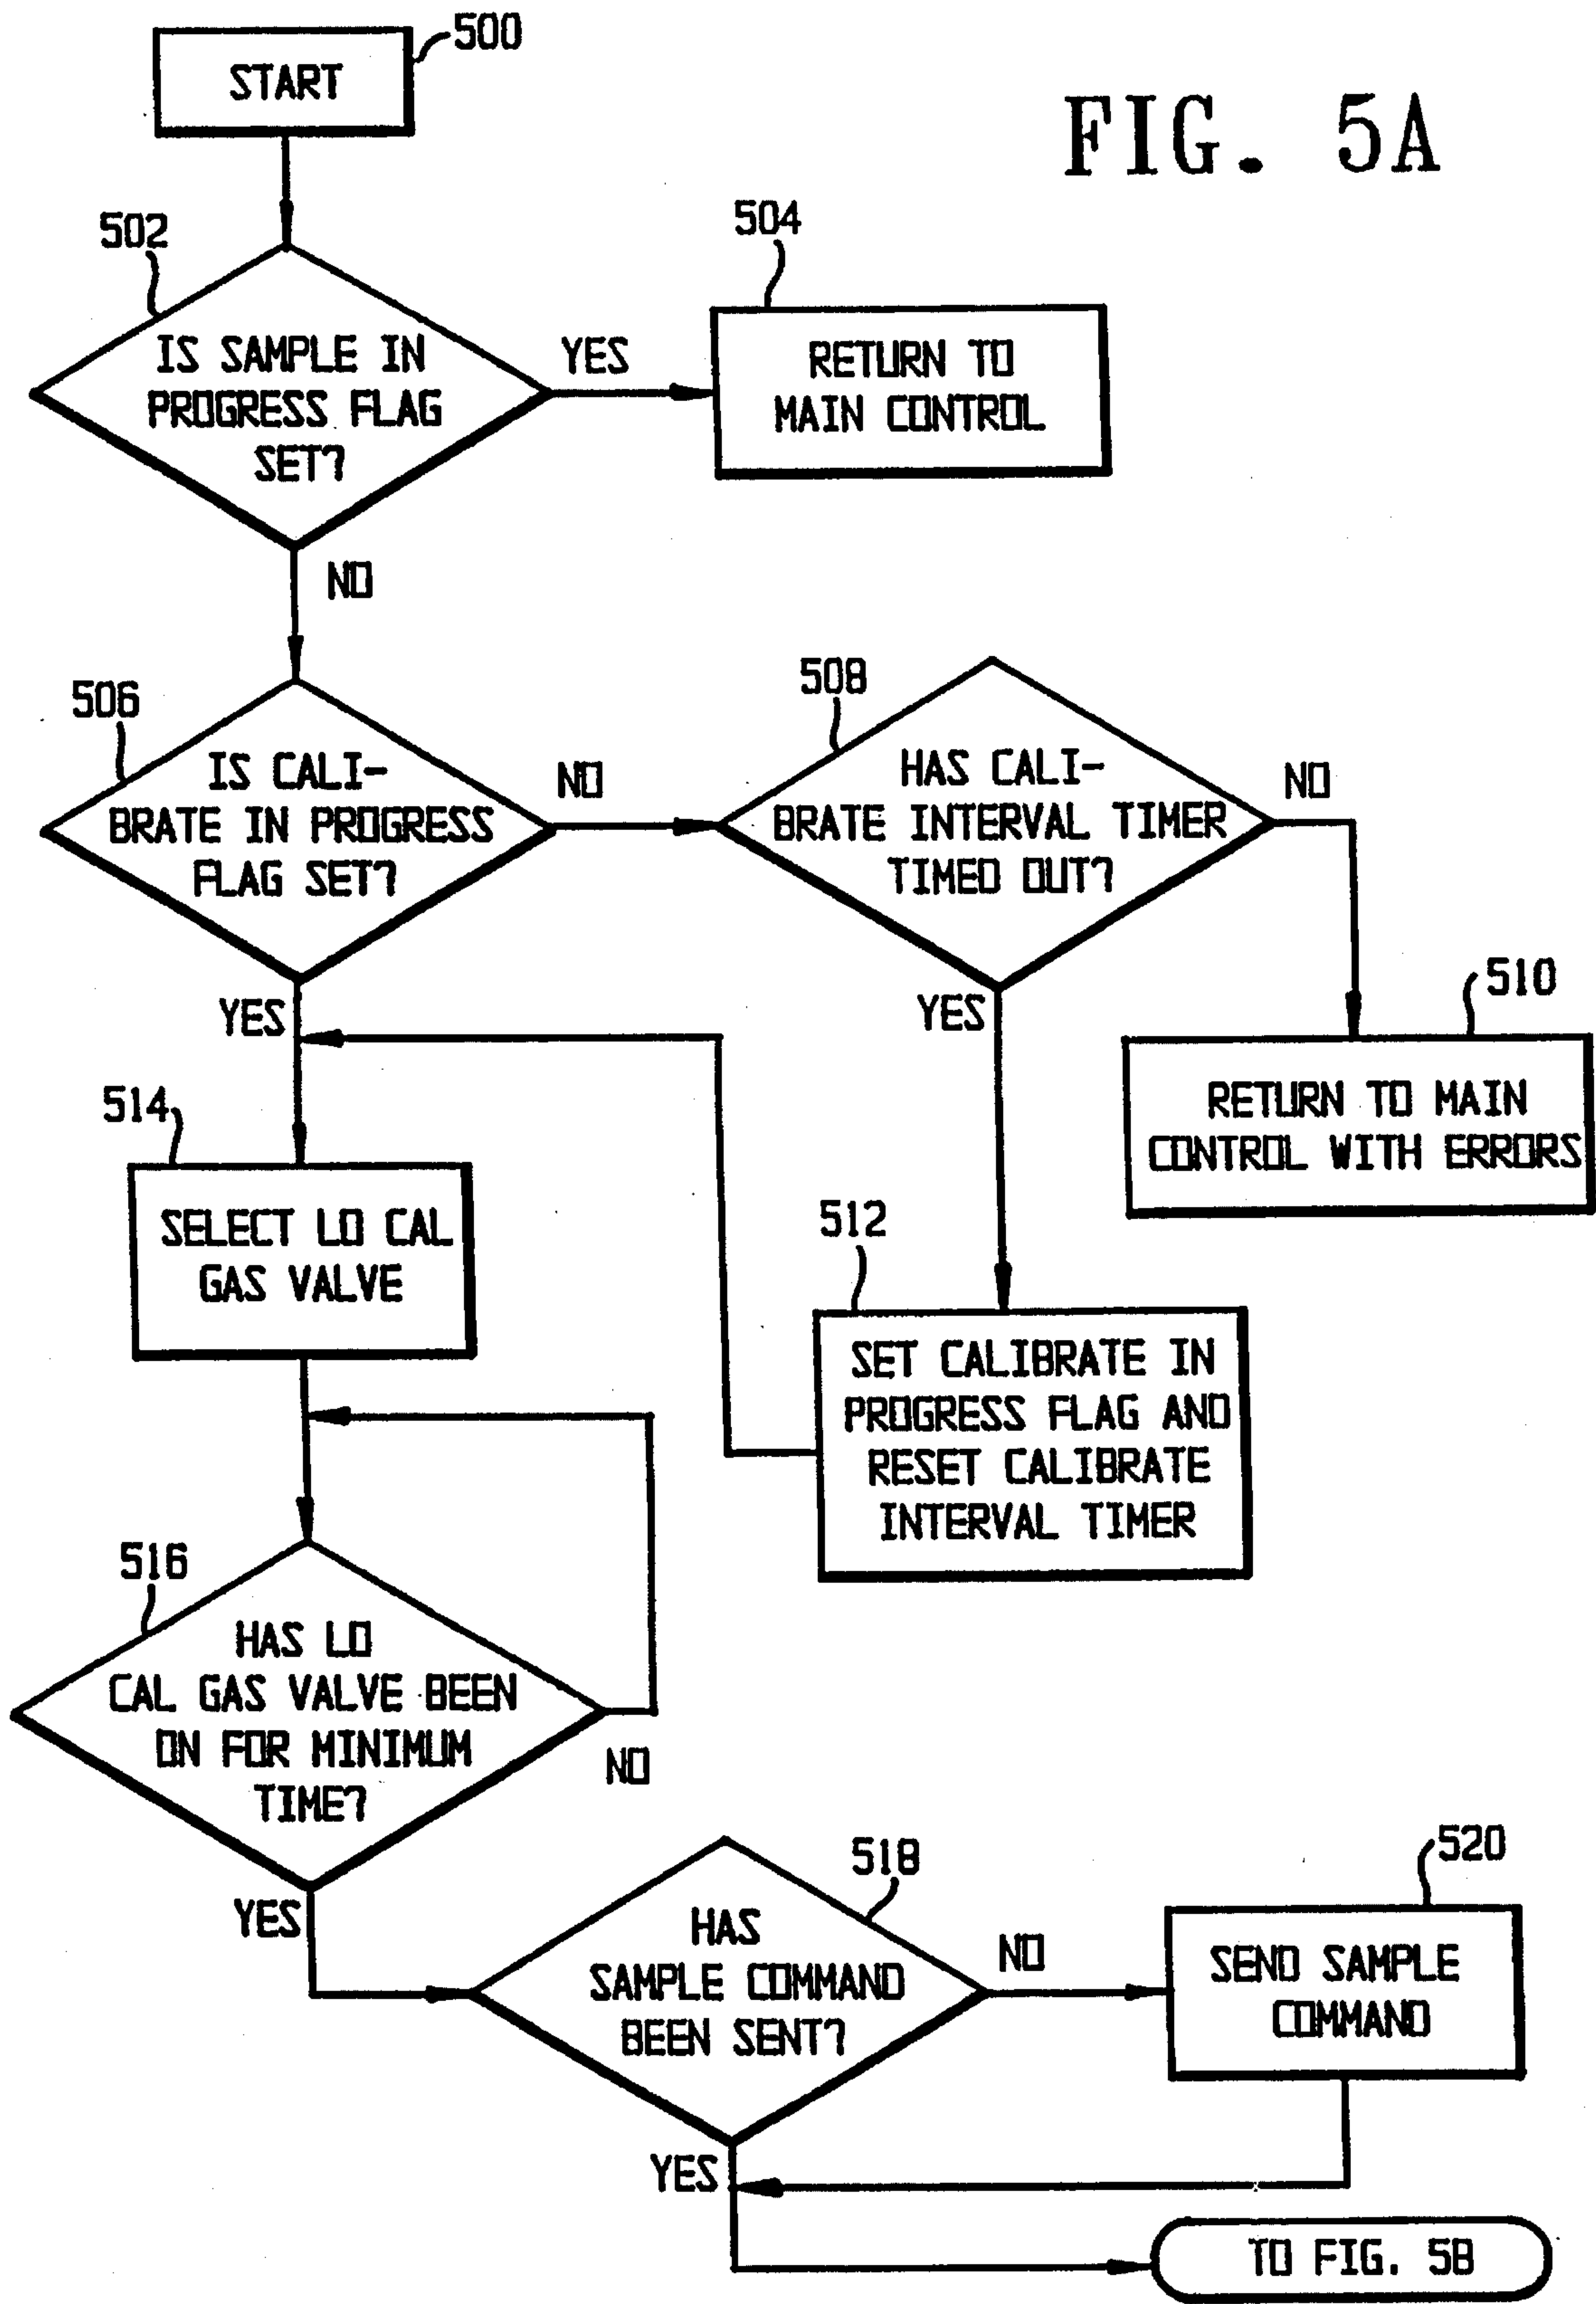 FIG. 5A
500
START
502
IS SAMPLE IN
PROGRESS FLAG
SET?
YES
504
RETURN TO
MAIN CONTROL
NO
506
IS CALI-
BRATE IN PROGRESS
FLAG SET?
NO
508
HAS CALI-
BRATE INTERVAL TIMER
TIMED OUT?
NO
YES
YES
510
RETURN TO MAIN
CONTROL WITH ERRORS
514
SELECT LO CAL
GAS VALVE
512
SET CALIBRATE IN
PROGRESS FLAG AND
RESET CALIBRATE
INTERVAL TIMER
516
HAS LO
CAL GAS VALVE BEEN
ON FOR MINIMUM
TIME?
NO
YES
518
HAS
SAMPLE COMMAND
BEEN SENT?
NO
520
SEND SAMPLE
COMMAND
YES
TO FIG. 5B